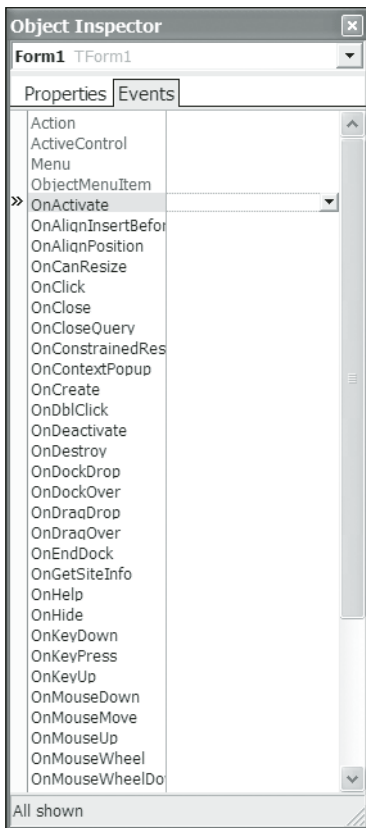 Object Inspector
Form1 TForm1
Properties Events
Action
ActiveControl
Menu
ObjectMenuItem
» OnActivate
OnAlignInsertBefor
OnAlignPosition
OnCanResize
OnClick
OnClose
OnCloseQuery
OnConstrainedRes
OnContextPopup
OnCreate
OnDblClick
OnDeactivate
OnDestroy
OnDockDrop
OnDockOver
OnDragDrop
OnDragOver
OnEndDock
OnGetSiteInfo
OnHelp
OnHide
OnKeyDown
OnKeyPress
OnKeyUp
OnMouseDown
OnMouseMove
OnMouseUp
OnMouseWheel
OnMouseWheelDo
All shown